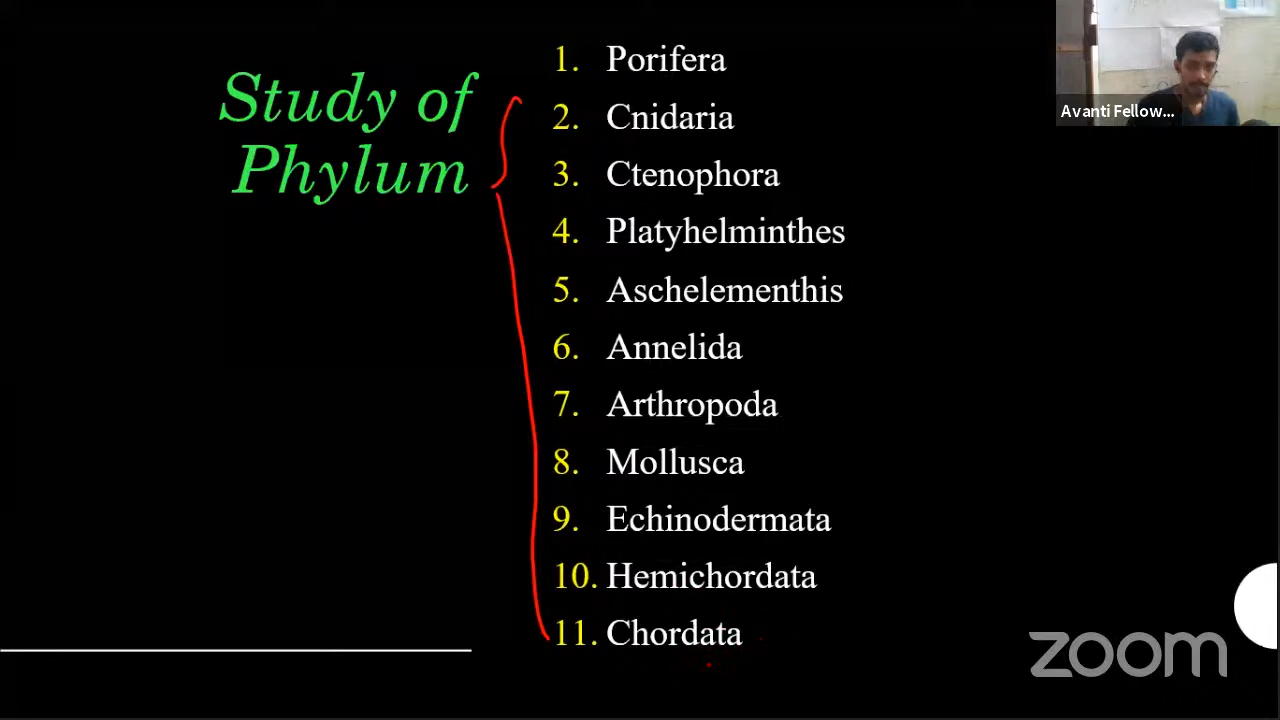 Study of
Phylum
1. Porifera
2. Cnidaria
3. Ctenophora
4. Platyhelminthes
5. Aschelementhis
6. Annelida
7. Arthropoda
8. Mollusca
9. Echinodermata
10. Hemichordata
11. Chordata
Avanti Fellow...
zoom